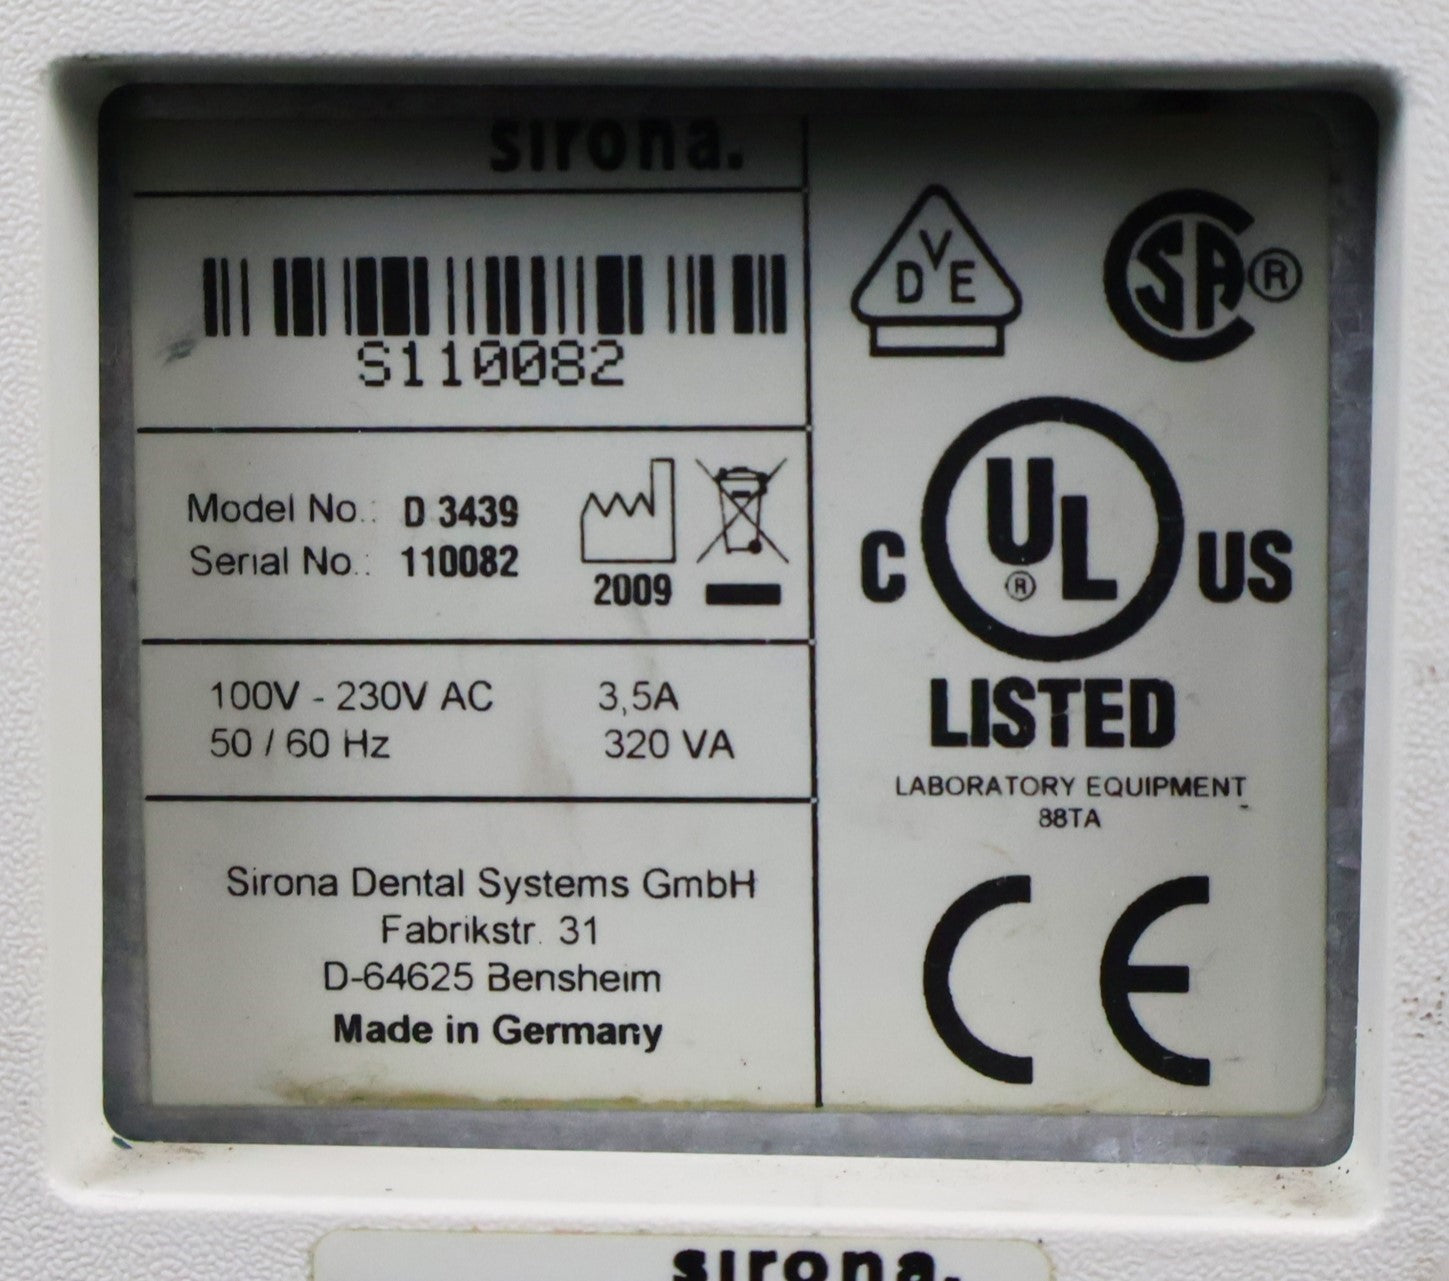 sirona.
S110082
Model No.: D 3439
Serial No.: 110082
2009
100V - 230V AC 3,5A
50 / 60 Hz 320 VA
Sirona Dental Systems GmbH
Fabrikstr. 31
D-64625 Bensheim
Made in Germany
DVE
SA ®
C UL ® US
LISTED
LABORATORY EQUIPMENT
88TA
CE
sirona.